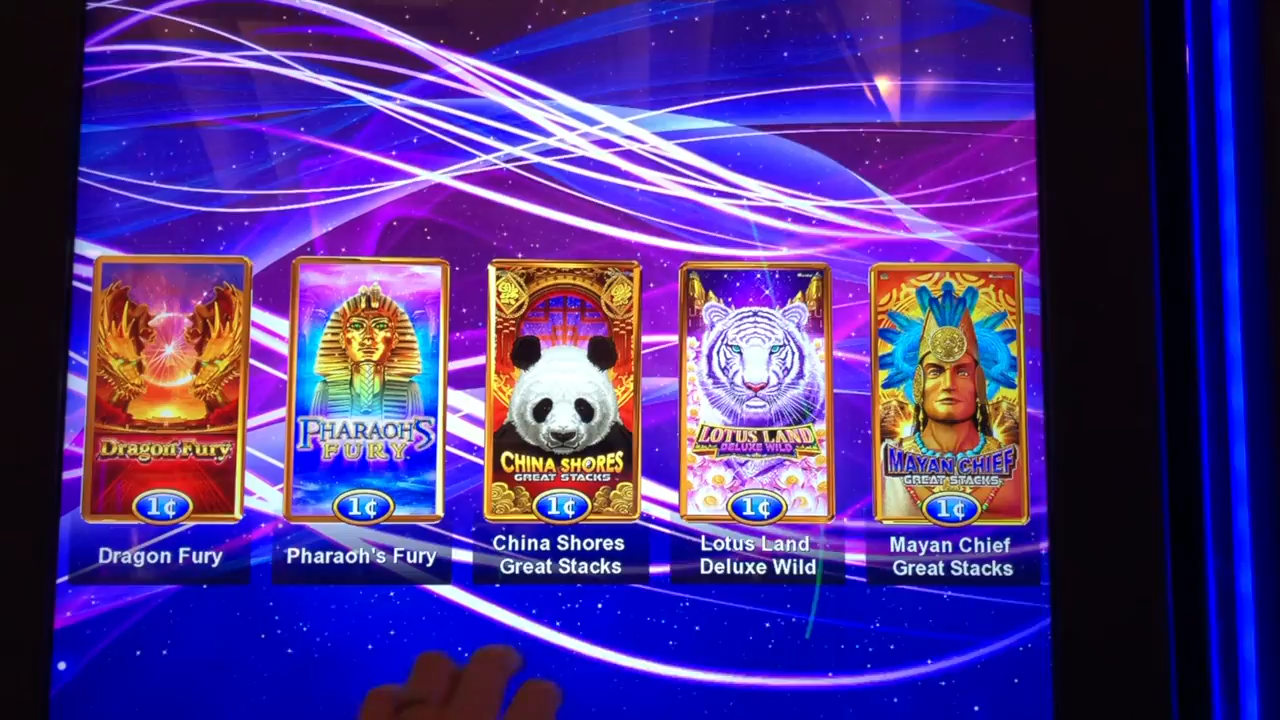 Dragon Fury
1¢
Dragon Fury
PHARAOH'S
FURY
1¢
Pharaoh's Fury
CHINA SHORES
GREAT STACKS
1¢
China Shores
Great Stacks
LOTUS LAND
DELUXE WILD
1¢
Lotus Land
Deluxe Wild
MAYAN CHIEF
GREAT STACKS
1¢
Mayan Chief
Great Stacks